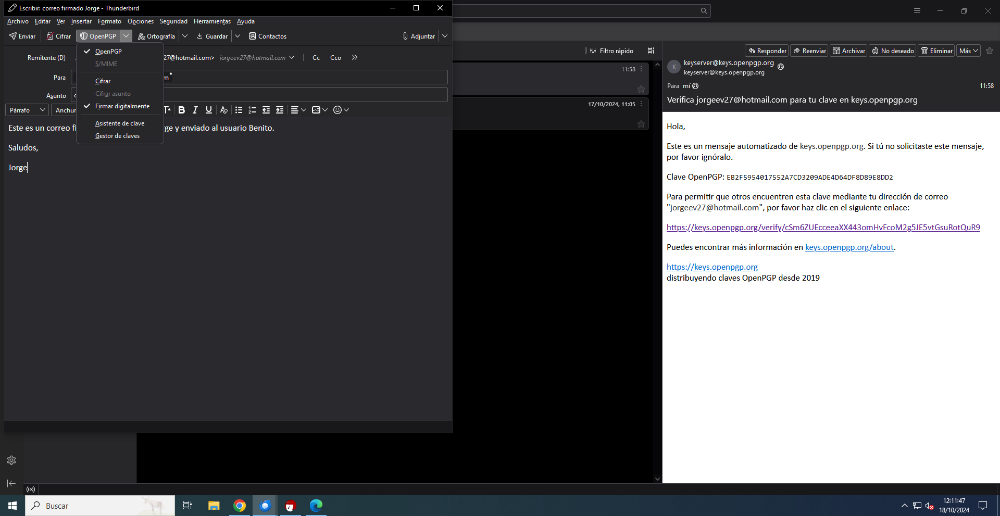 Escribir: correo firmado Jorge - Thunderbird
Archivo Editar Ver Insertar Formato Opciones Seguridad Herramientas Ayuda
Enviar Cifrar OpenPGP Ortografía Guardar Contactos Adjuntar
OpenPGP
S/MIME
Cifrar
Cifrar asunto
Firmar digitalmente
Asistente de clave
Gestor de claves
Remitente (D) 27@hotmail.com> jorgeev27@hotmail.com Cc Cco
Para m
Asunto
Párrafo Anchur
Este es un correo fi rge y enviado al usuario Benito.
Saludos,
Jorge
Filtro rápido
11:58
17/10/2024, 11:05
Responder Reenviar Archivar No deseado Eliminar Más
K
keyserver@keys.openpgp.org
keyserver@keys.openpgp.org
Para mí 11:58
Verifica jorgeev27@hotmail.com para tu clave en keys.openpgp.org
Hola,
Este es un mensaje automatizado de keys.openpgp.org. Si tú no solicitaste este mensaje,
por favor ignóralo.
Clave OpenPGP: EB2F5954017552A7CD3209ADE4D64DF8D89E8DD2
Para permitir que otros encuentren esta clave mediante tu dirección de correo
"jorgeev27@hotmail.com", por favor haz clic en el siguiente enlace:
https://keys.openpgp.org/verify/cSm6ZUEcceeaXX443omHvFcoM2g5JE5vtGsuRotQuR9
Puedes encontrar más información en keys.openpgp.org/about.
https://keys.openpgp.org
distribuyendo claves OpenPGP desde 2019
Buscar
12:11:47
18/10/2024